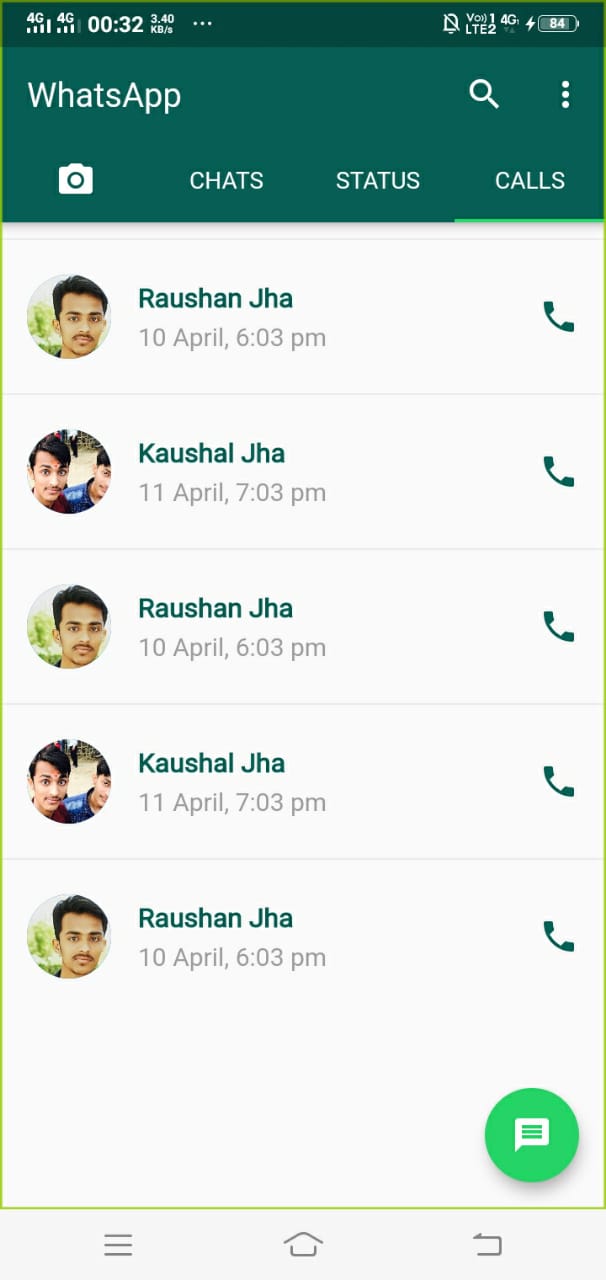 4G 4G 00:32 3.40 KB/s ... Vo) 1 LTE2 4G 84
WhatsApp
CHATS STATUS CALLS
Raushan Jha
10 April, 6:03 pm
Kaushal Jha
11 April, 7:03 pm
Raushan Jha
10 April, 6:03 pm
Kaushal Jha
11 April, 7:03 pm
Raushan Jha
10 April, 6:03 pm